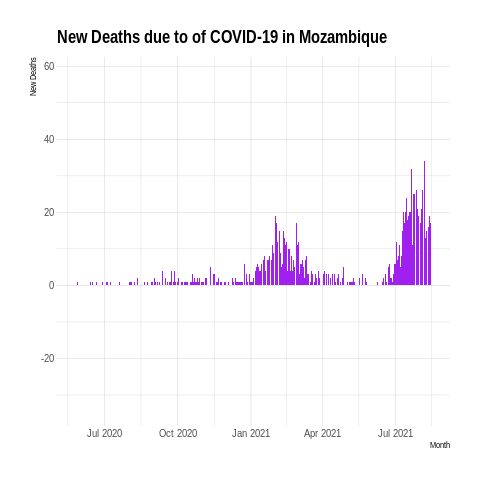 New Deaths due to of COVID-19 in Mozambique
New Deaths
60
40
20
0
-20
Jul 2020 Oct 2020 Jan 2021 Apr 2021 Jul 2021
Month